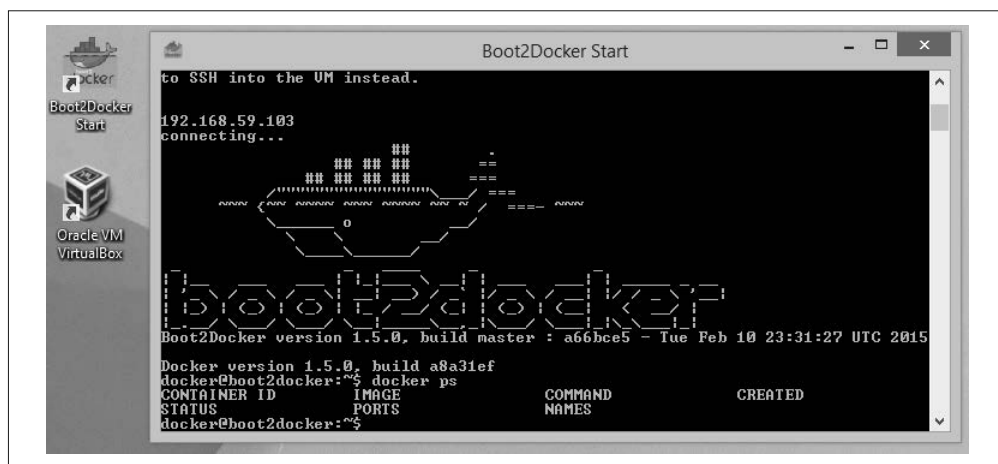 docker
Boot2Docker
Start
Oracle VM
VirtualBox
Boot2Docker Start
to SSH into the VM instead.
192.168.59.103
connecting...
boot2docker
Boot2Docker version 1.5.0, build master : a66bce5 - Tue Feb 10 23:31:27 UTC 2015
Docker version 1.5.0, build a8a31ef
docker@boot2docker:~$ docker ps
CONTAINER ID IMAGE COMMAND CREATED
STATUS PORTS NAMES
docker@boot2docker:~$